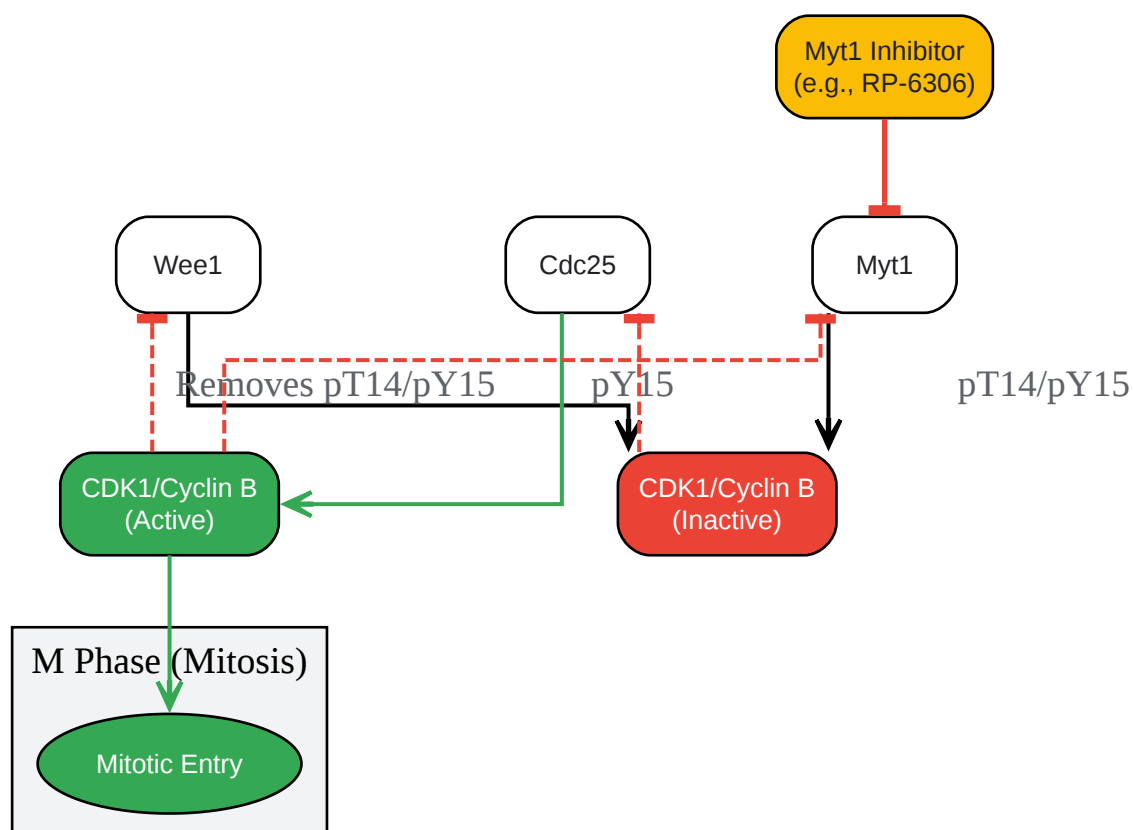 Myt1 Inhibitor
(e.g., RP-6306)
Wee1
Cdc25
Myt1
Removes pT14/pY15
pY15
pT14/pY15
CDK1/Cyclin B
(Active)
CDK1/Cyclin B
(Inactive)
M Phase (Mitosis)
Mitotic Entry